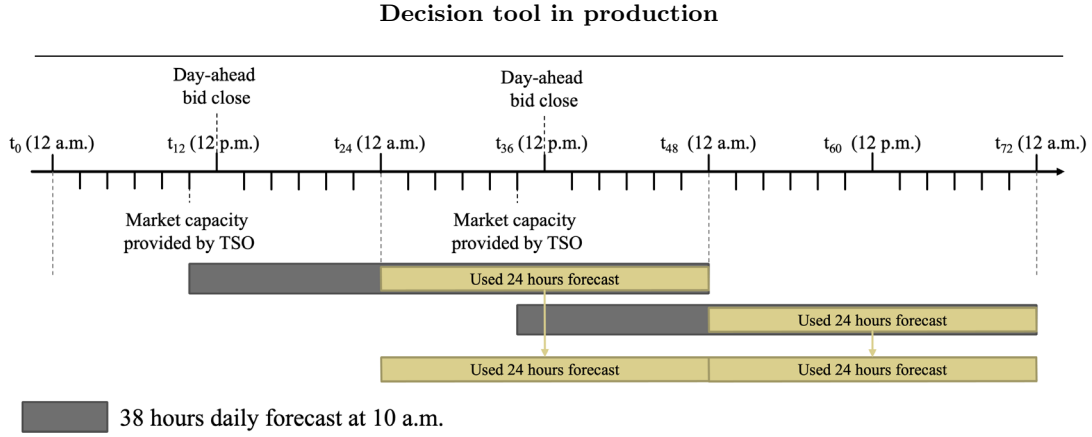 Decision tool in production
Day-ahead
bid close
Day-ahead
bid close
t0 (12 a.m.)
t12 (12 p.m.)
t24 (12 a.m.)
t36 (12 p.m.)
t48 (12 a.m.)
t60 (12 p.m.)
t72 (12 a.m.)
Market capacity
provided by TSO
Market capacity
provided by TSO
Used 24 hours forecast
Used 24 hours forecast
Used 24 hours forecast
Used 24 hours forecast
38 hours daily forecast at 10 a.m.